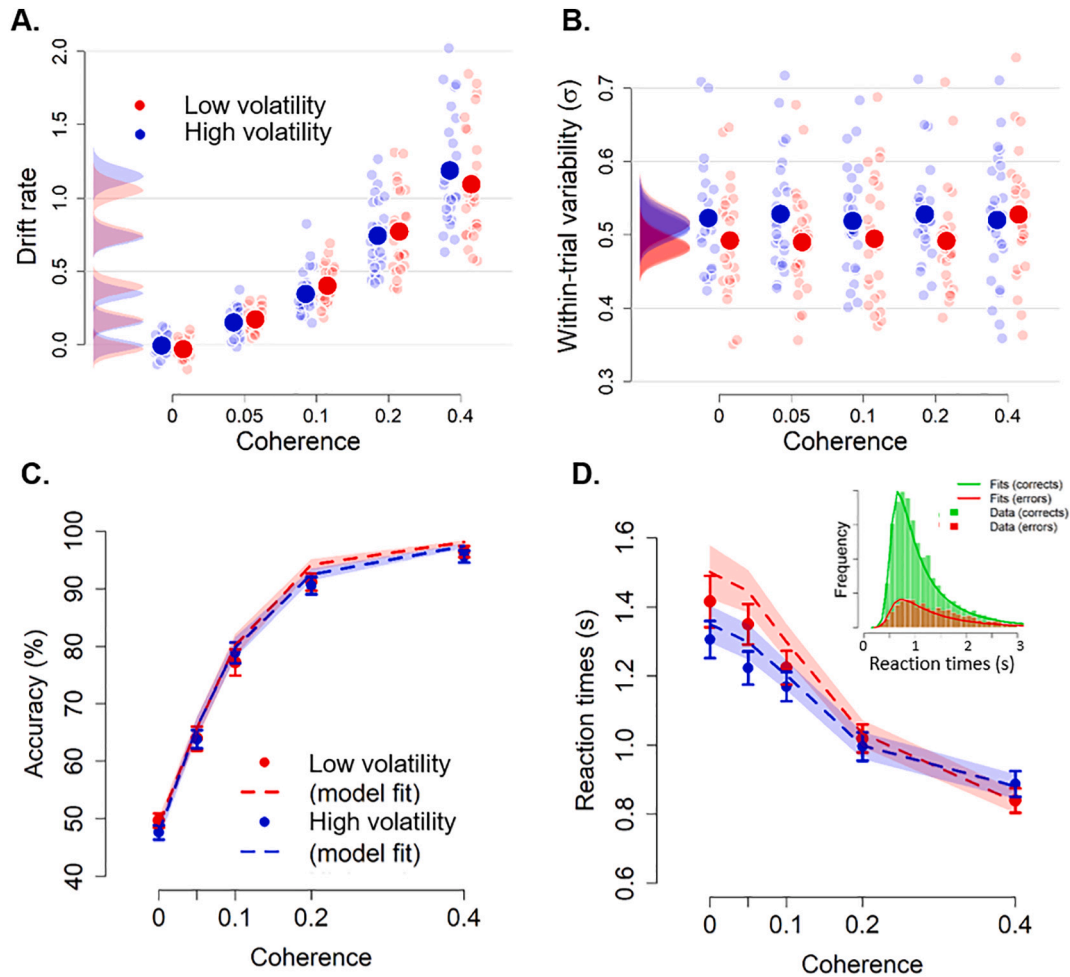 A.
Drift rate
2.0
1.5
1.0
0.5
0.0
Low volatility
High volatility
0
0.05
0.1
0.2
0.4
Coherence
B.
Within-trial variability (σ)
0.7
0.6
0.5
0.4
0.3
0
0.05
0.1
0.2
0.4
Coherence
C.
Accuracy (%)
100
90
80
70
60
50
40
Low volatility
(model fit)
High volatility
(model fit)
0
0.1
0.2
0.4
Coherence
D.
Reaction times (s)
1.6
1.4
1.2
1.0
0.8
0.6
Fits (corrects)
Fits (errors)
Data (corrects)
Data (errors)
Frequency
0
1
2
3
Reaction times (s)
0
0.1
0.2
0.4
Coherence